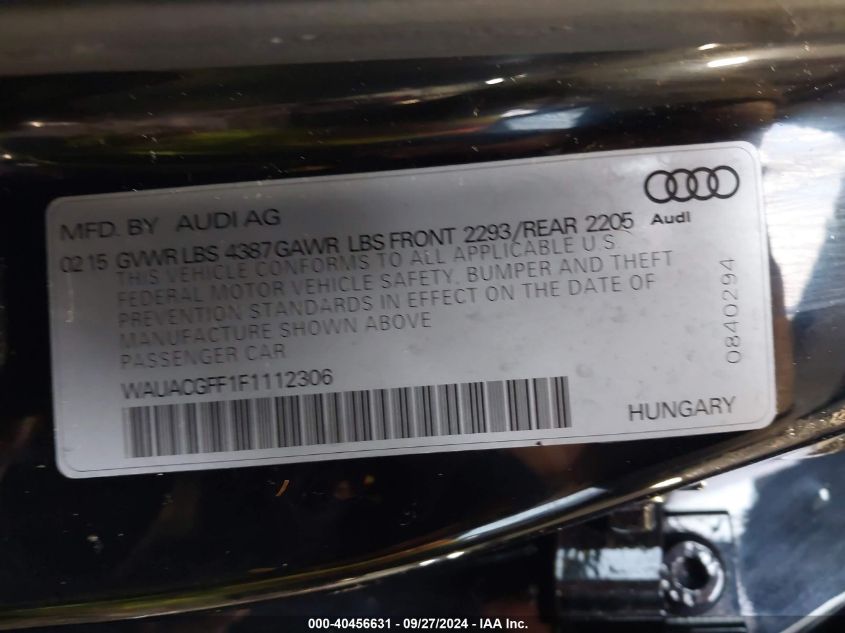 MFD. BY AUDI AG
Audi
02 15 GVWR LBS 4387 GAWR LBS FRONT 2293/REAR 2205
THIS VEHICLE CONFORMS TO ALL APPLICABLE U.S.
FEDERAL MOTOR VEHICLE SAFETY, BUMPER AND THEFT
PREVENTION STANDARDS IN EFFECT ON THE DATE OF
MANUFACTURE SHOWN ABOVE
PASSENGER CAR
WAUACGFF1F1112306
HUNGARY
0840294
000-40456631 - 09/27/2024 - IAA Inc.